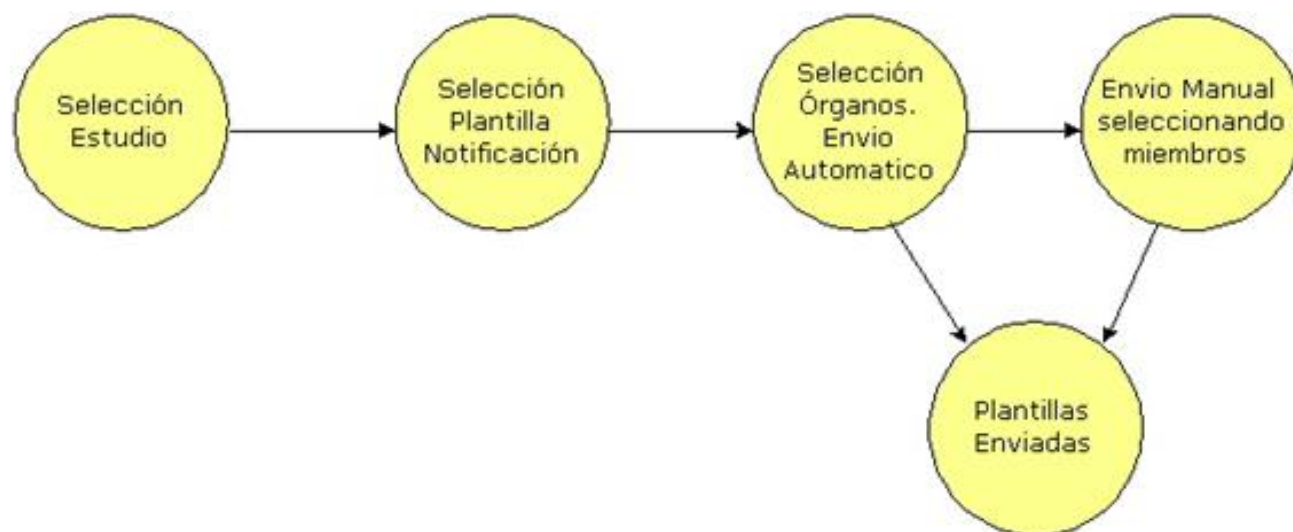 Selección
Estudio
Selección
Plantilla
Notificación
Selección
Órganos.
Envio
Automatico
Envio Manual
seleccionando
miembros
Plantillas
Enviadas